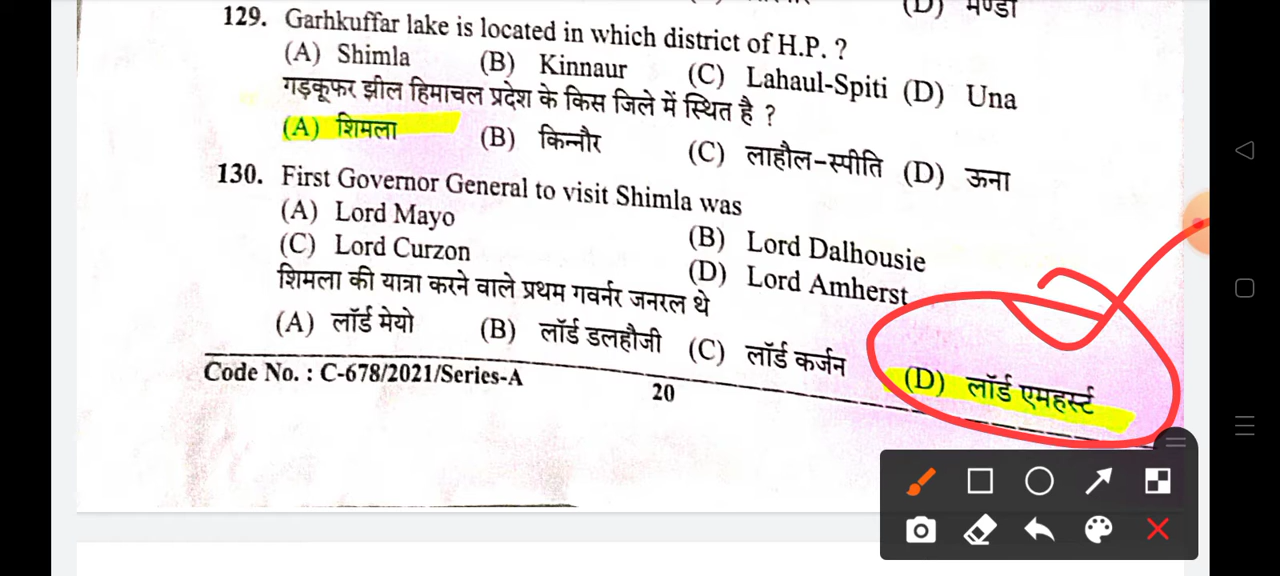 (D) मण्डी
129. Garhkuffar lake is located in which district of H.P. ?
(A) Shimla (B) Kinnaur (C) Lahaul-Spiti (D) Una
गड़कूफर झील हिमाचल प्रदेश के किस जिले में स्थित है ?
(A) शिमला (B) किन्नौर (C) लाहौल-स्पीति (D) ऊना
130. First Governor General to visit Shimla was
(A) Lord Mayo (B) Lord Dalhousie
(C) Lord Curzon (D) Lord Amherst
शिमला की यात्रा करने वाले प्रथम गवर्नर जनरल थे
(A) लॉर्ड मेयो (B) लॉर्ड डलहौजी (C) लॉर्ड कर्जन (D) लॉर्ड एमहर्स्ट
Code No. : C-678/2021/Series-A 20